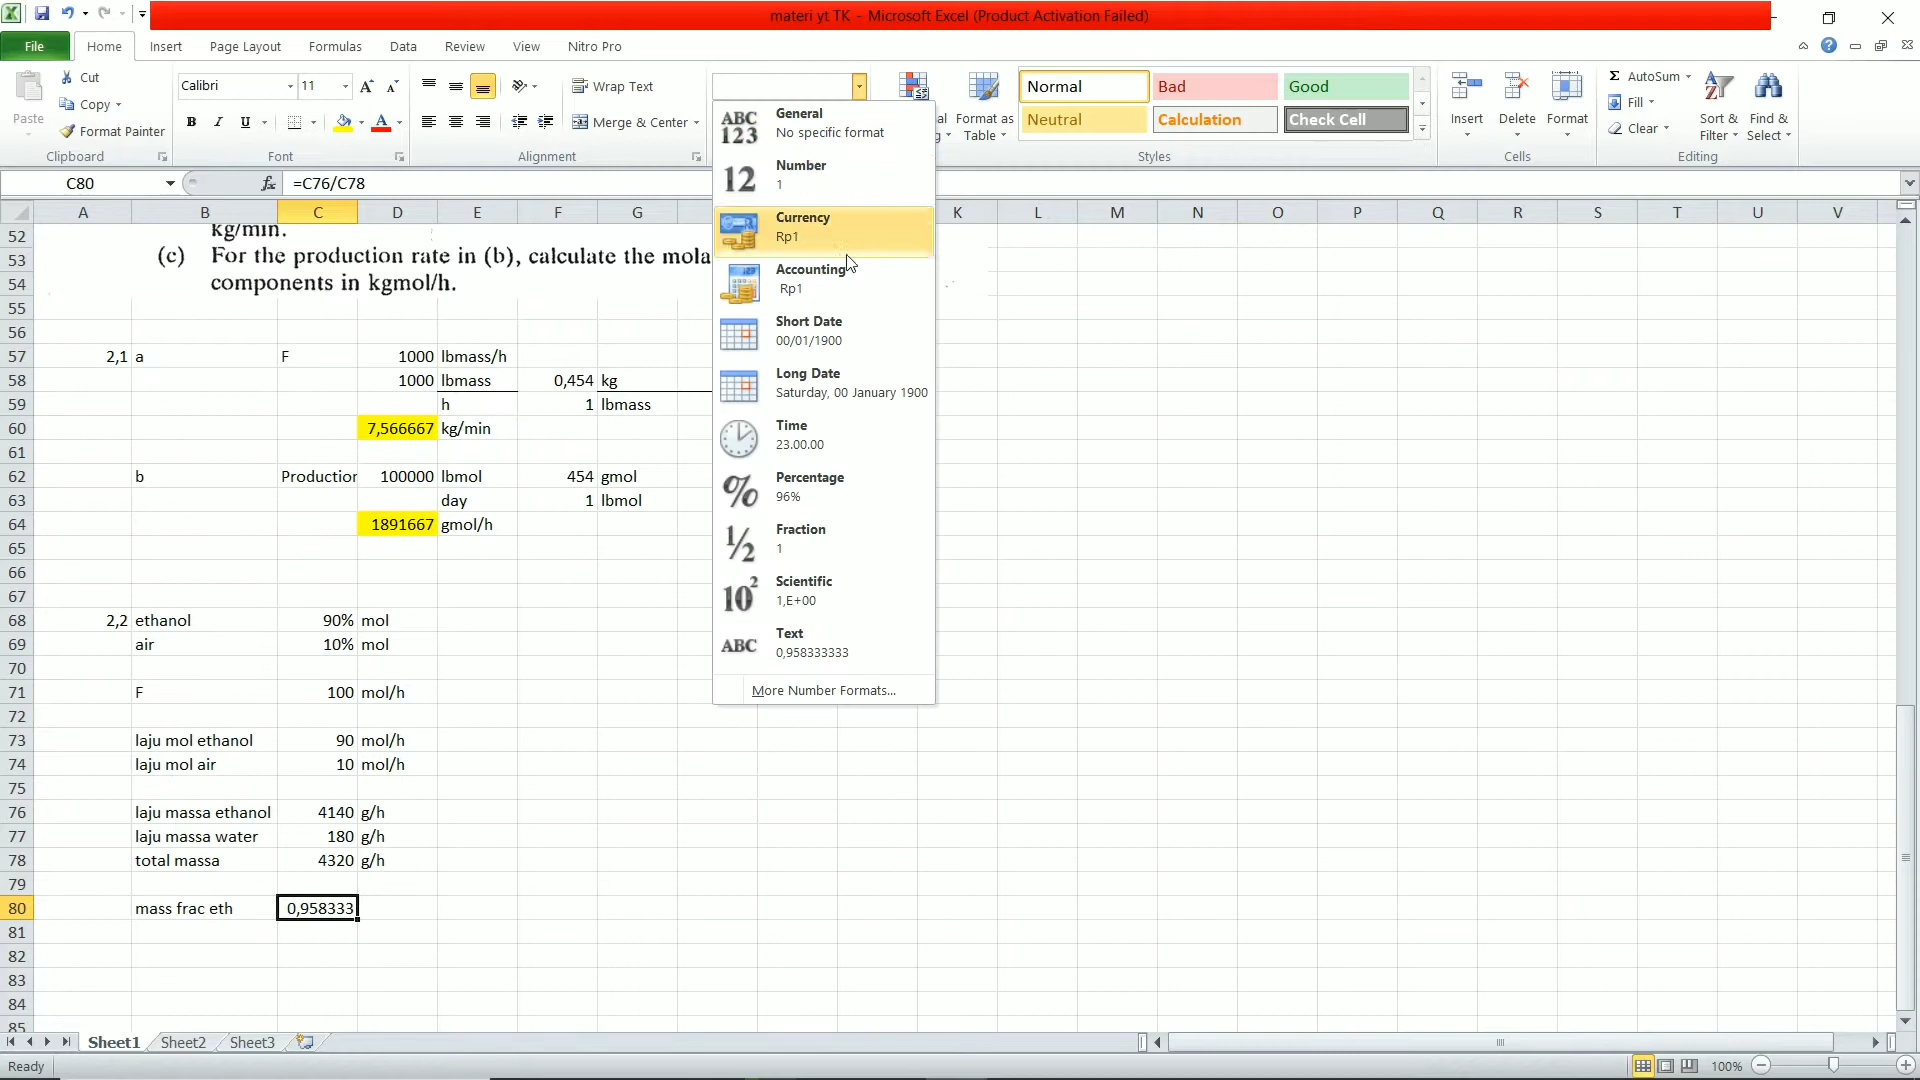 materi yt TK - Microsoft Excel (Product Activation Failed)
File Home Insert Page Layout Formulas Data Review View Nitro Pro
Paste
Cut
Copy
Format Painter
Clipboard
Calibri 11
B I U
Font
Wrap Text
Merge & Center
Alignment
Format as Table
Normal Bad Good
Neutral Calculation Check Cell
Styles
Insert Delete Format
Cells
Σ AutoSum
Fill
Clear
Sort & Filter
Find & Select
Editing
C80 fx =C76/C78
General
No specific format
Number
1
Currency
Rp1
Accounting
Rp1
Short Date
00/01/1900
Long Date
Saturday, 00 January 1900
Time
23.00.00
Percentage
96%
Fraction
1
Scientific
1,E+00
Text
0,958333333
More Number Formats...
A B C D E F G K L M N O P Q R S T U V
52 kg/min.
53 (c) For the production rate in (b), calculate the mola
54 components in kgmol/h.
55
56
57 2,1 a F 1000 lbmass/h
58 1000 lbmass 0,454 kg
59 h 1 lbmass
60 7,566667 kg/min
61
62 b Production 100000 lbmol 454 gmol
63 day 1 lbmol
64 1891667 gmol/h
65
66
67
68 2,2 ethanol 90% mol
69 air 10% mol
70
71 F 100 mol/h
72
73 laju mol ethanol 90 mol/h
74 laju mol air 10 mol/h
75
76 laju massa ethanol 4140 g/h
77 laju massa water 180 g/h
78 total massa 4320 g/h
79
80 mass frac eth 0,958333
81
82
83
84
85
Sheet1 Sheet2 Sheet3
Ready 100%